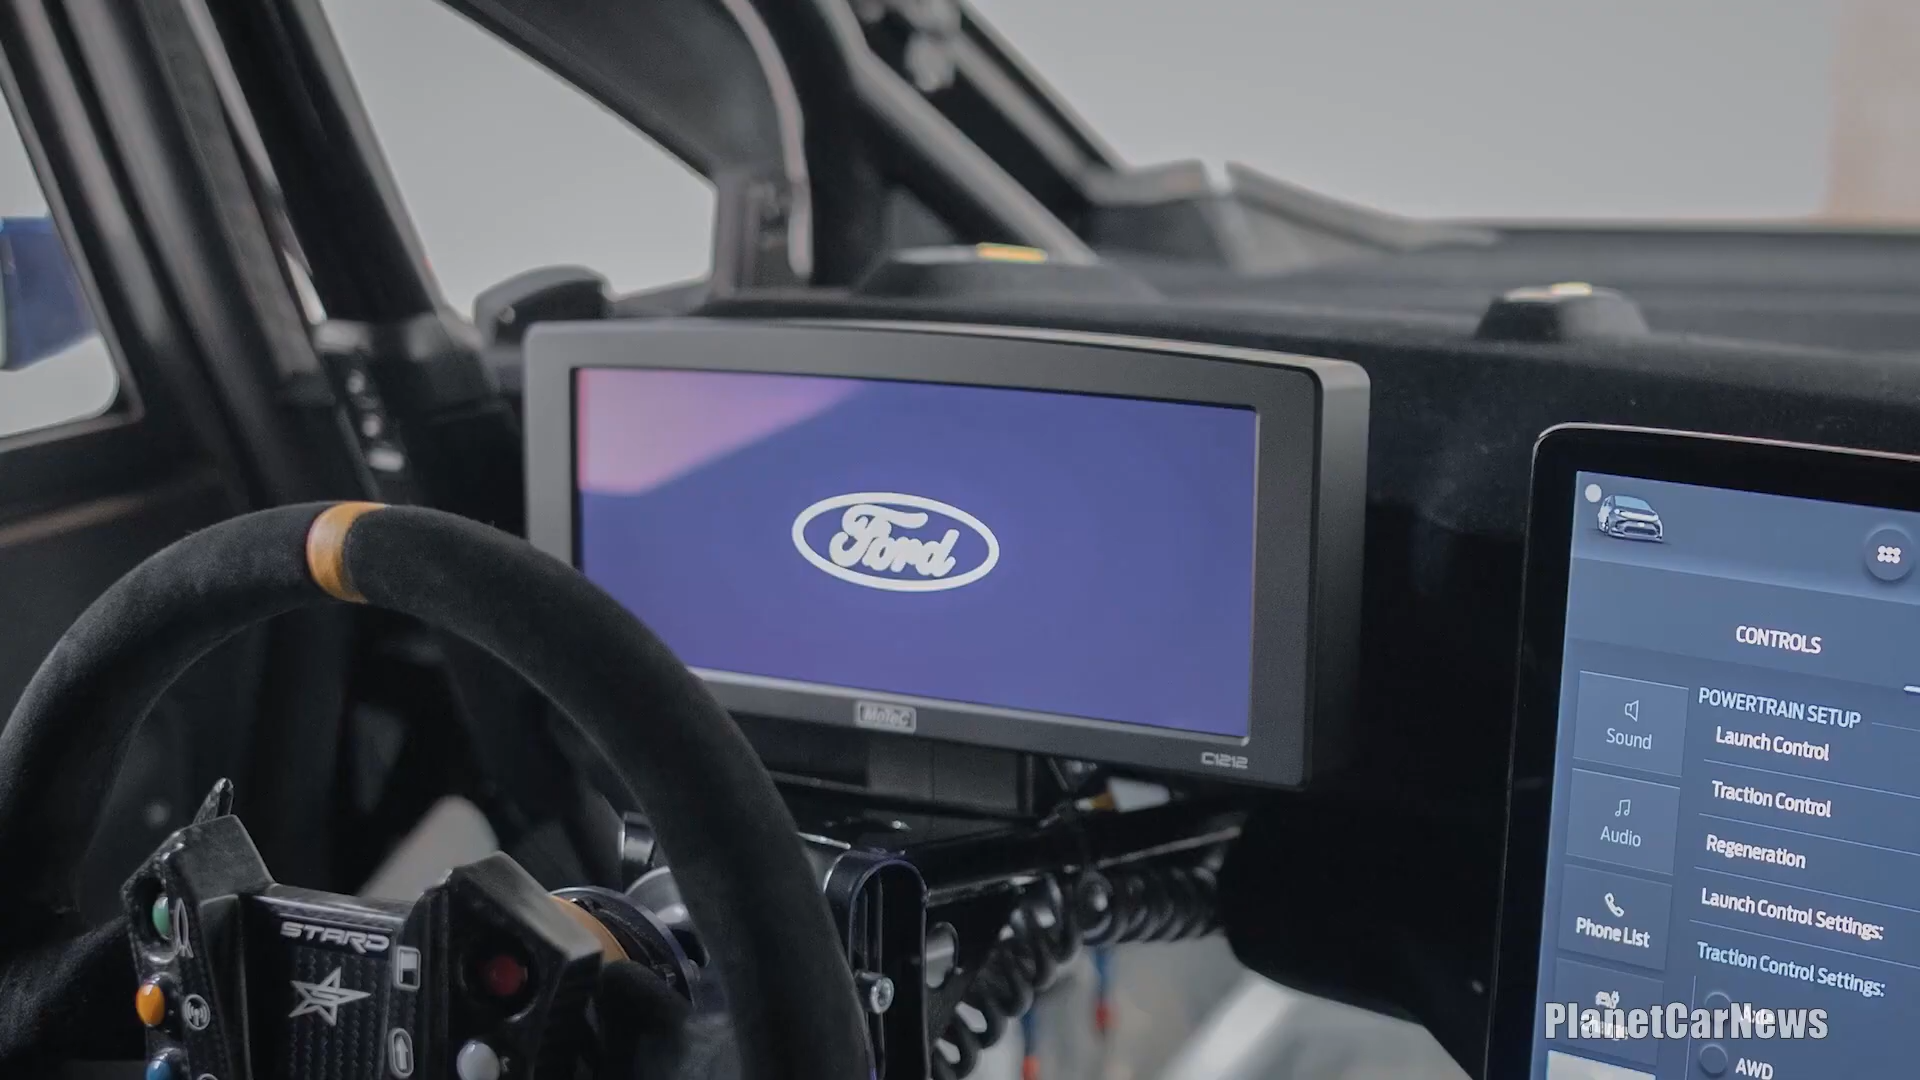 Ford
MoTeC
C1212
STARD
CONTROLS
POWERTRAIN SETUP
Launch Control
Traction Control
Regeneration
Launch Control Settings:
Traction Control Settings:
AWD
Sound
Audio
Phone List
PlanetCarNews